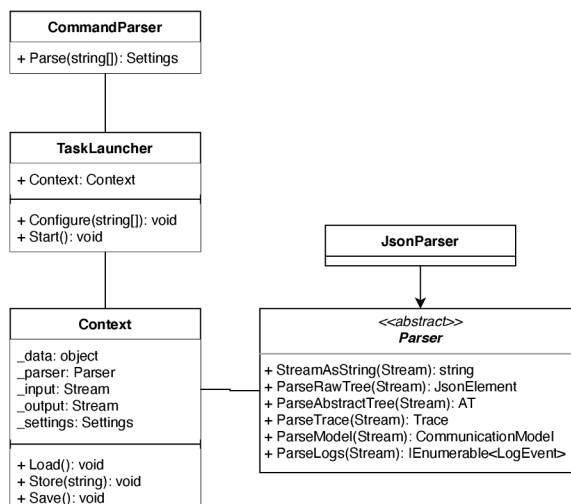 CommandParser
+ Parse(string[]): Settings
TaskLauncher
+ Context: Context
+ Configure(string[]): void
+ Start(): void
Context
_data: object
_parser: Parser
_input: Stream
_output: Stream
_settings: Settings
+ Load(): void
+ Store(string): void
+ Save(): void
JsonParser
<<abstract>>
Parser
+ StreamAsString(Stream): string
+ ParseRawTree(Stream): JsonElement
+ ParseAbstractTree(Stream): AT
+ ParseTrace(Stream): Trace
+ ParseModel(Stream): CommunicationModel
+ ParseLogs(Stream): IEnumerable<LogEvent>